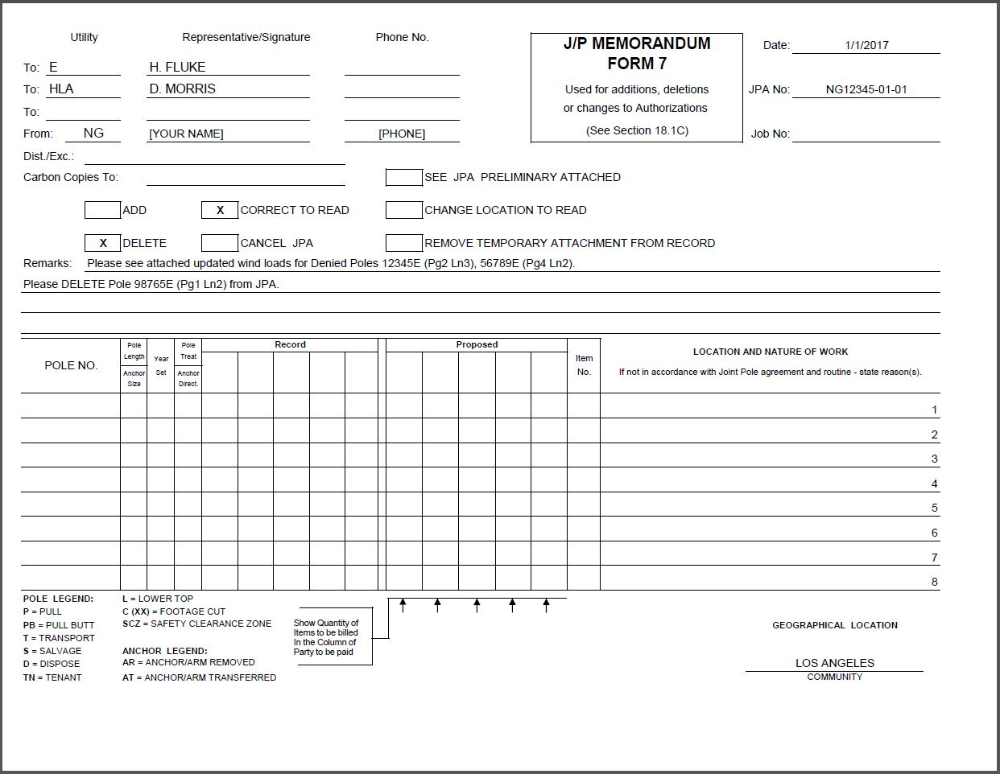 Utility Representative/Signature Phone No.
J/P MEMORANDUM
FORM 7
Used for additions, deletions
or changes to Authorizations
(See Section 18.1C)
Date: 1/1/2017
To: E H. FLUKE
To: HLA D. MORRIS
JPA No: NG12345-01-01
To:
From: NG [YOUR NAME] [PHONE]
Job No:
Dist./Exc.:
Carbon Copies To:
SEE JPA PRELIMINARY ATTACHED
ADD X CORRECT TO READ CHANGE LOCATION TO READ
X DELETE CANCEL JPA REMOVE TEMPORARY ATTACHMENT FROM RECORD
Remarks: Please see attached updated wind loads for Denied Poles 12345E (Pg2 Ln3), 56789E (Pg4 Ln2).
Please DELETE Pole 98765E (Pg1 Ln2) from JPA.
POLE NO.
Pole
Length
Anchor
Size
Year
Set
Pole
Treat
Anchor
Direct.
Record
Proposed
Item
No.
LOCATION AND NATURE OF WORK
If not in accordance with Joint Pole agreement and routine - state reason(s).
1
2
3
4
5
6
7
8
POLE LEGEND:
P = PULL
PB = PULL BUTT
T = TRANSPORT
S = SALVAGE
D = DISPOSE
TN = TENANT
L = LOWER TOP
C (XX) = FOOTAGE CUT
SCZ = SAFETY CLEARANCE ZONE
ANCHOR LEGEND:
AR = ANCHOR/ARM REMOVED
AT = ANCHOR/ARM TRANSFERRED
Show Quantity of
Items to be billed
In the Column of
Party to be paid
GEOGRAPHICAL LOCATION
LOS ANGELES
COMMUNITY